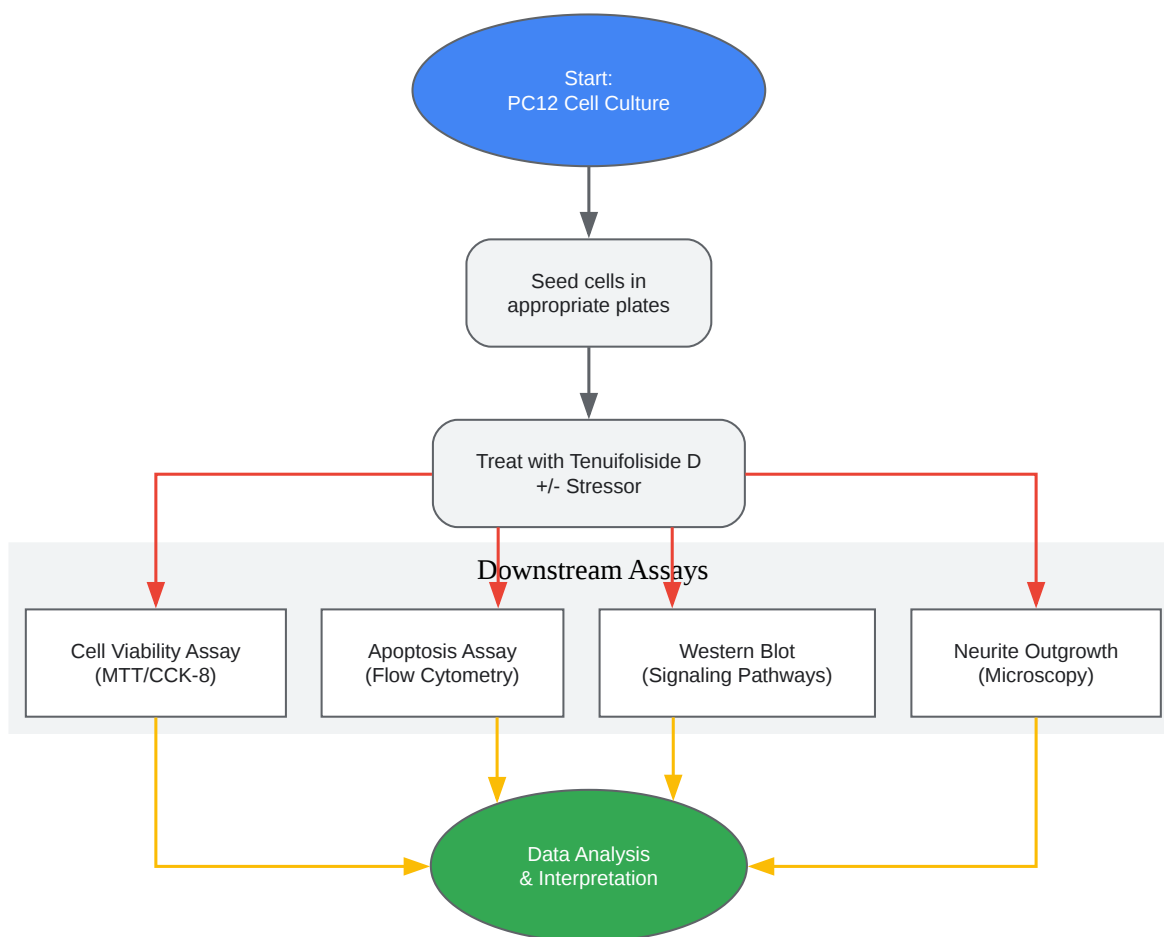 Start:
PC12 Cell Culture
Seed cells in
appropriate plates
Treat with Tenuifoliside D
+/- Stressor
Downstream Assays
Cell Viability Assay
(MTT/CCK-8)
Apoptosis Assay
(Flow Cytometry)
Western Blot
(Signaling Pathways)
Neurite Outgrowth
(Microscopy)
Data Analysis
& Interpretation